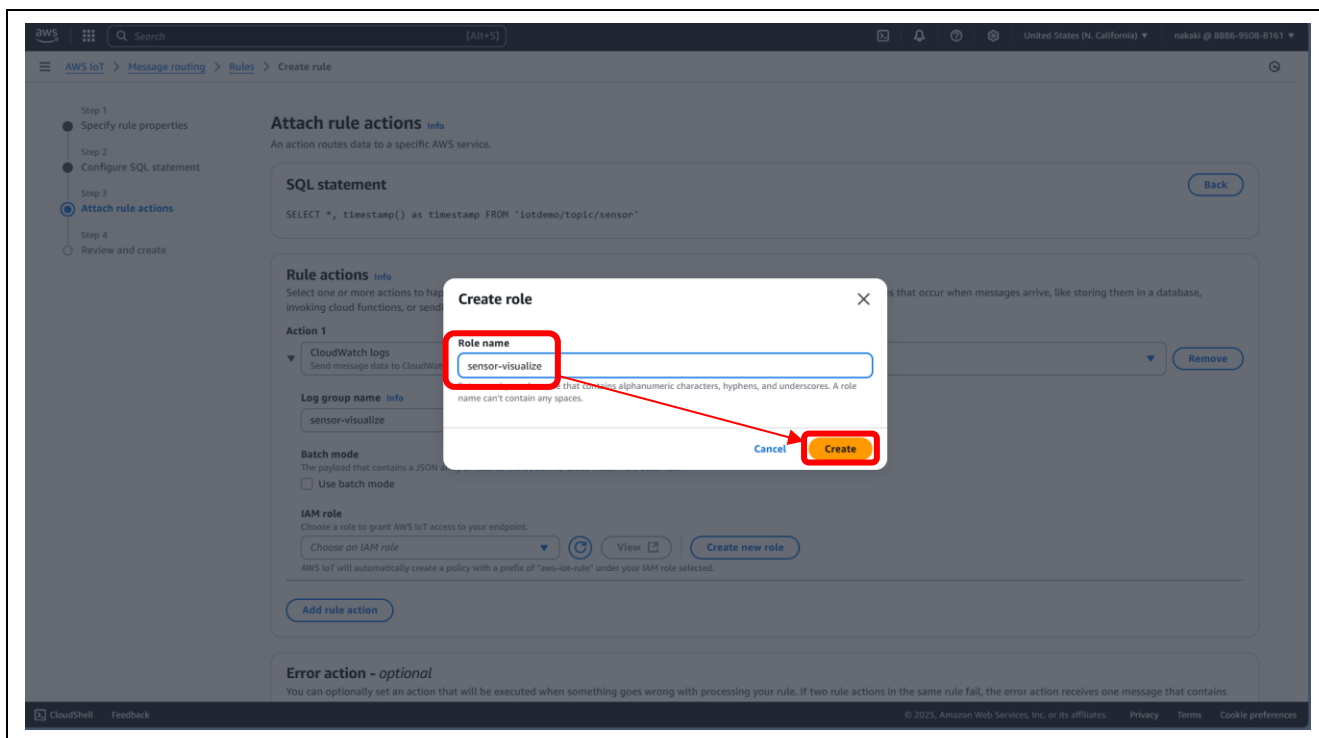 aws
Search
[Alt+S]
United States (N. California)
nakaki @ 8886-9508-8161
AWS IoT > Message routing > Rules > Create rule
Step 1
Specify rule properties
Step 2
Configure SQL statement
Step 3
Attach rule actions
Step 4
Review and create
Attach rule actions Info
An action routes data to a specific AWS service.
SQL statement
Back
SELECT *, timestamp() as timestamp FROM 'iotdemo/topic/sensor'
Rule actions Info
Select one or more actions to hap
s that occur when messages arrive, like storing them in a database,
invoking cloud functions, or sendi
Action 1
CloudWatch logs
Send message data to CloudWat
Remove
Log group name Info
sensor-visualize
Batch mode
The payload that contains a JSON
Use batch mode
IAM role
Choose a role to grant AWS IoT access to your endpoint.
Choose an IAM role
View
Create new role
AWS IoT will automatically create a policy with a prefix of "aws-iot-rule" under your IAM role selected.
Add rule action
Create role
Role name
sensor-visualize
that contains alphanumeric characters, hyphens, and underscores. A role
name can't contain any spaces.
Cancel
Create
Error action - optional
You can optionally set an action that will be executed when something goes wrong with processing your rule. If two rule actions in the same rule fail, the error action receives one message that contains
CloudShell
Feedback
© 2025, Amazon Web Services, Inc. or its affiliates.
Privacy
Terms
Cookie preferences